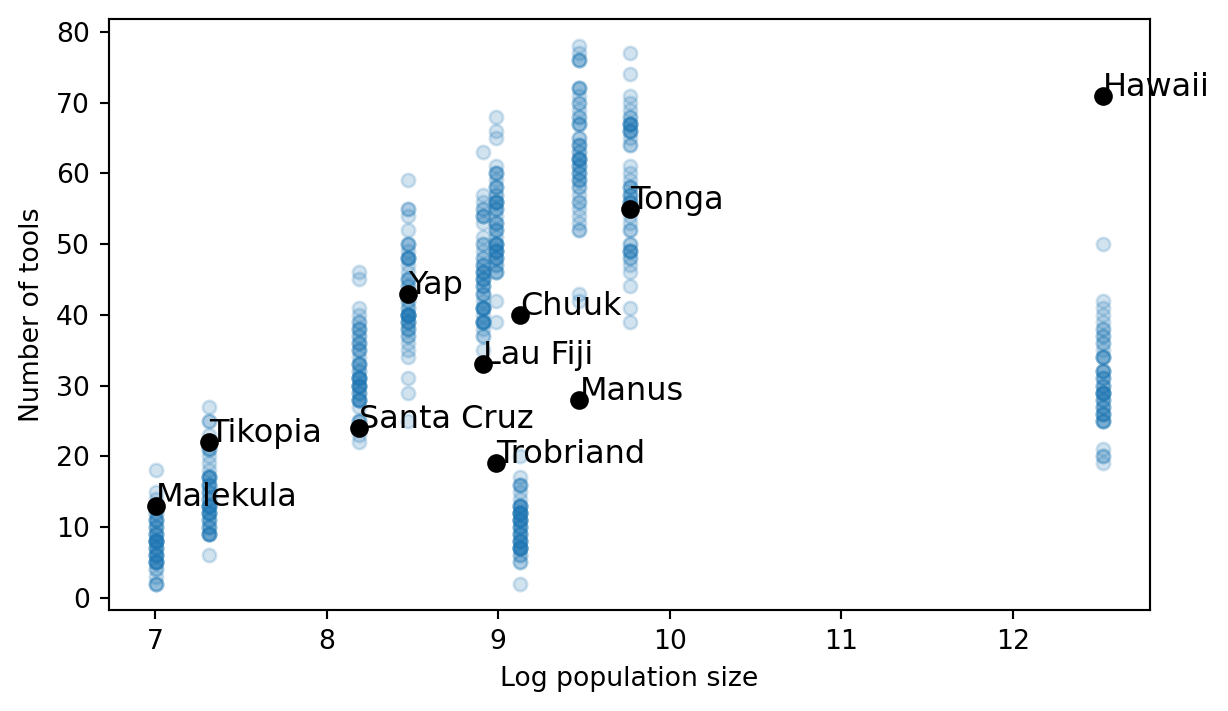 80
70
60
50
40
30
20
10
0
Number of tools
Hawaii
Tonga
Yap
Chuuk
Lau Fiji
Manus
Santa Cruz
Tikopia
Trobriand
Malekula
7 8 9 10 11 12
Log population size